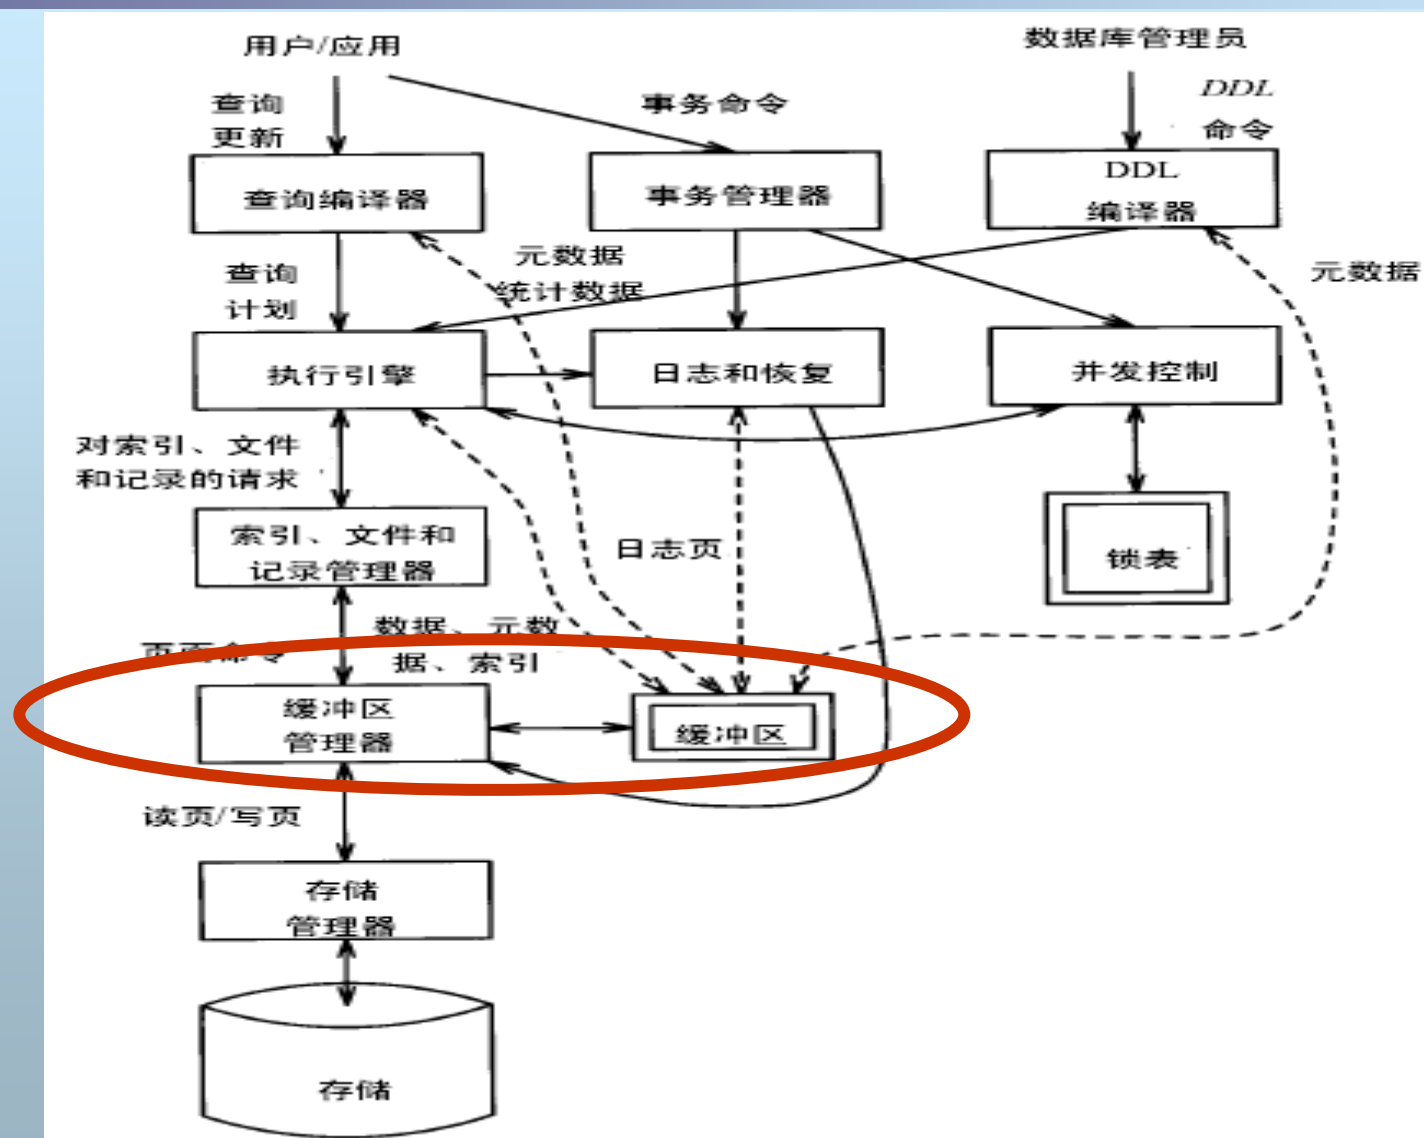 用户/应用
数据库管理员
查询
更新
事务命令
DDL
命令
查询编译器
事务管理器
DDL
编译器
查询
计划
元数据
统计数据
元数据
执行引擎
日志和恢复
并发控制
对索引、文件
和记录的请求
索引、文件和
记录管理器
日志页
锁表
页面命令
数据、元数
据、索引
缓冲区
管理器
缓冲区
读页/写页
存储
管理器
存储